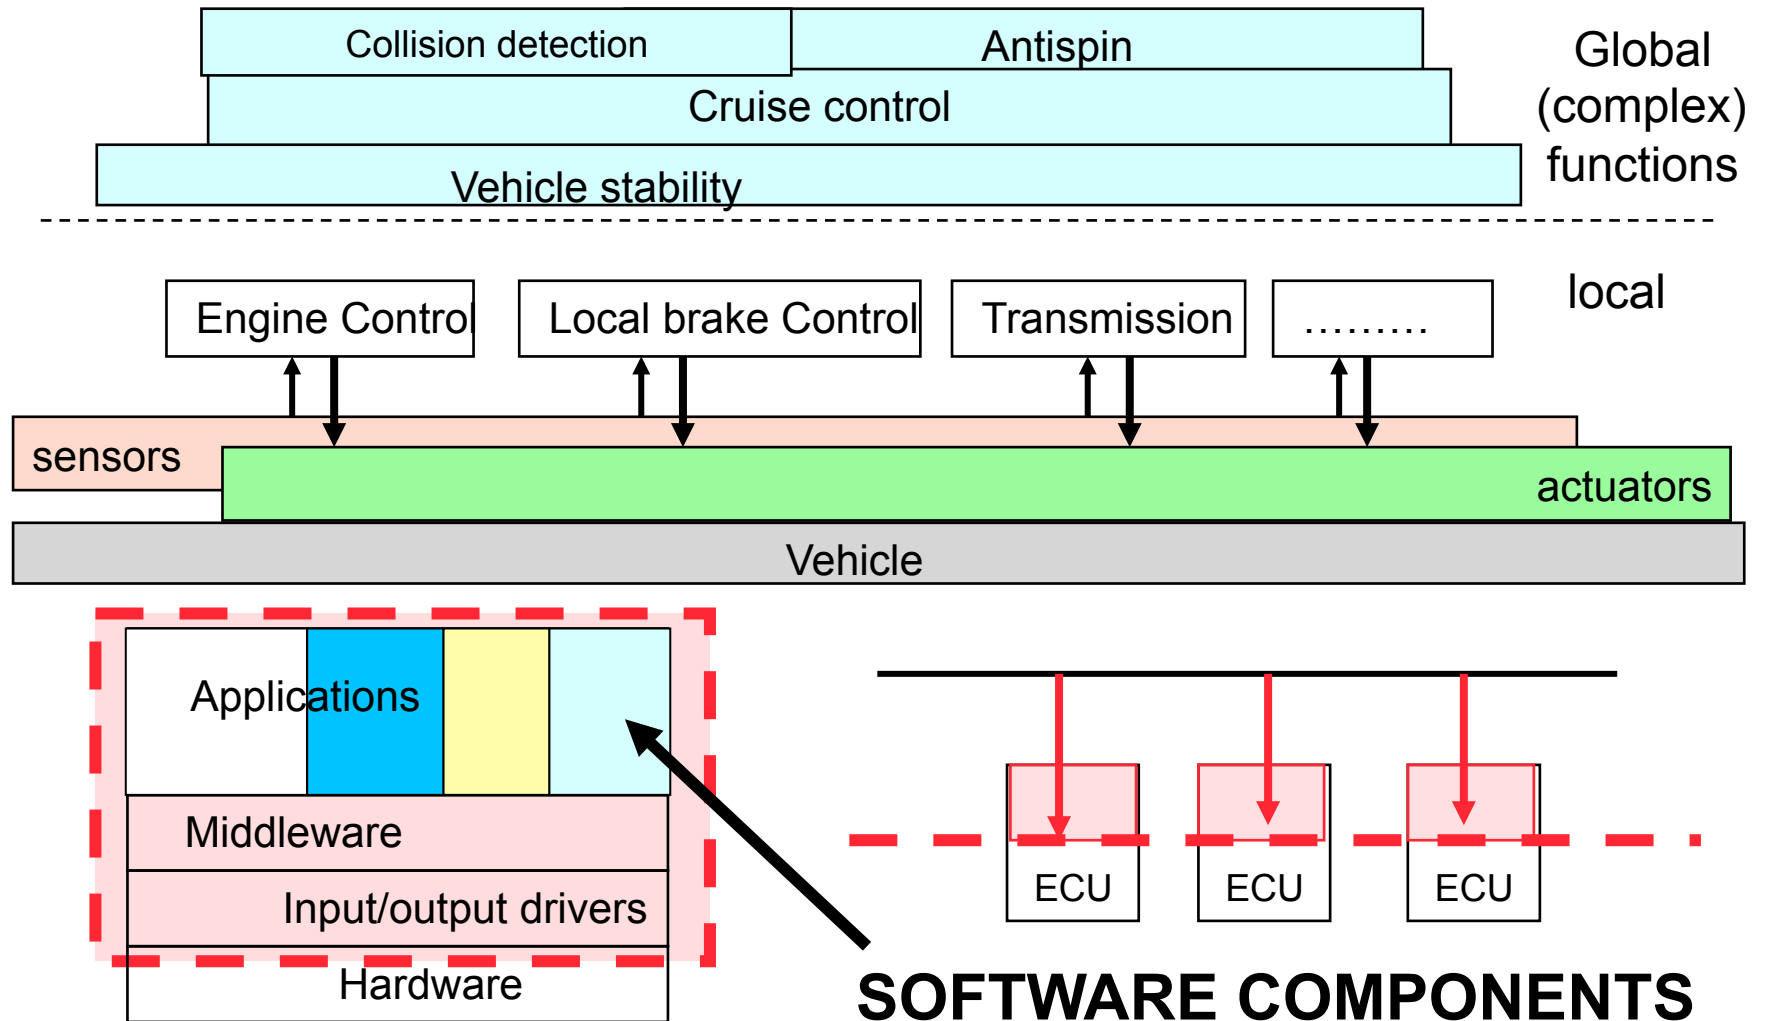 Collision detection
Antispin
Global
(complex)
functions
Cruise control
Vehicle stability
local
Engine Control
Local brake Control
Transmission
.........
sensors
actuators
Vehicle
Applications
Middleware
Input/output drivers
Hardware
ECU
ECU
ECU
SOFTWARE COMPONENTS